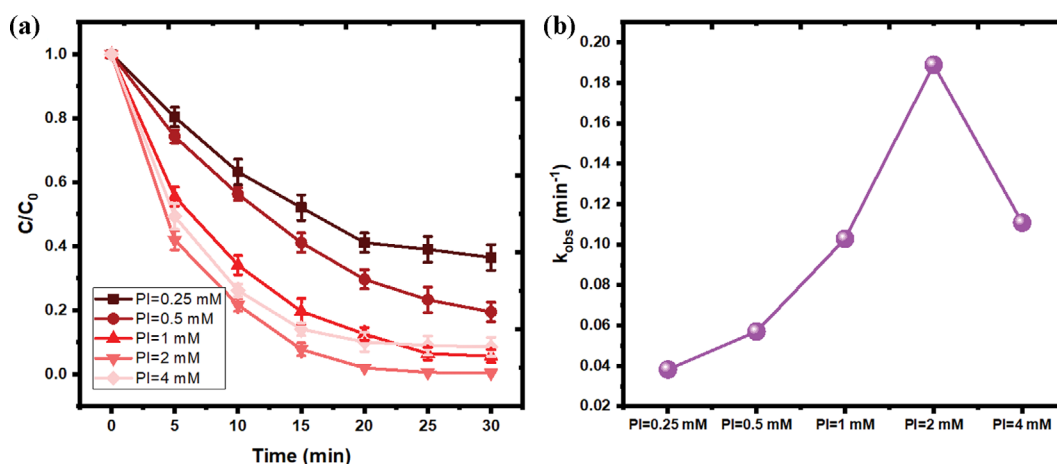 (a)
1.0
0.8
0.6
0.4
0.2
0.0
C/C₀
PI=0.25 mM
PI=0.5 mM
PI=1 mM
PI=2 mM
PI=4 mM
0 5 10 15 20 25 30
Time (min)
(b)
0.20
0.18
0.16
0.14
0.12
0.10
0.08
0.06
0.04
0.02
k_obs (min⁻¹)
PI=0.25 mM PI=0.5 mM PI=1 mM PI=2 mM PI=4 mM